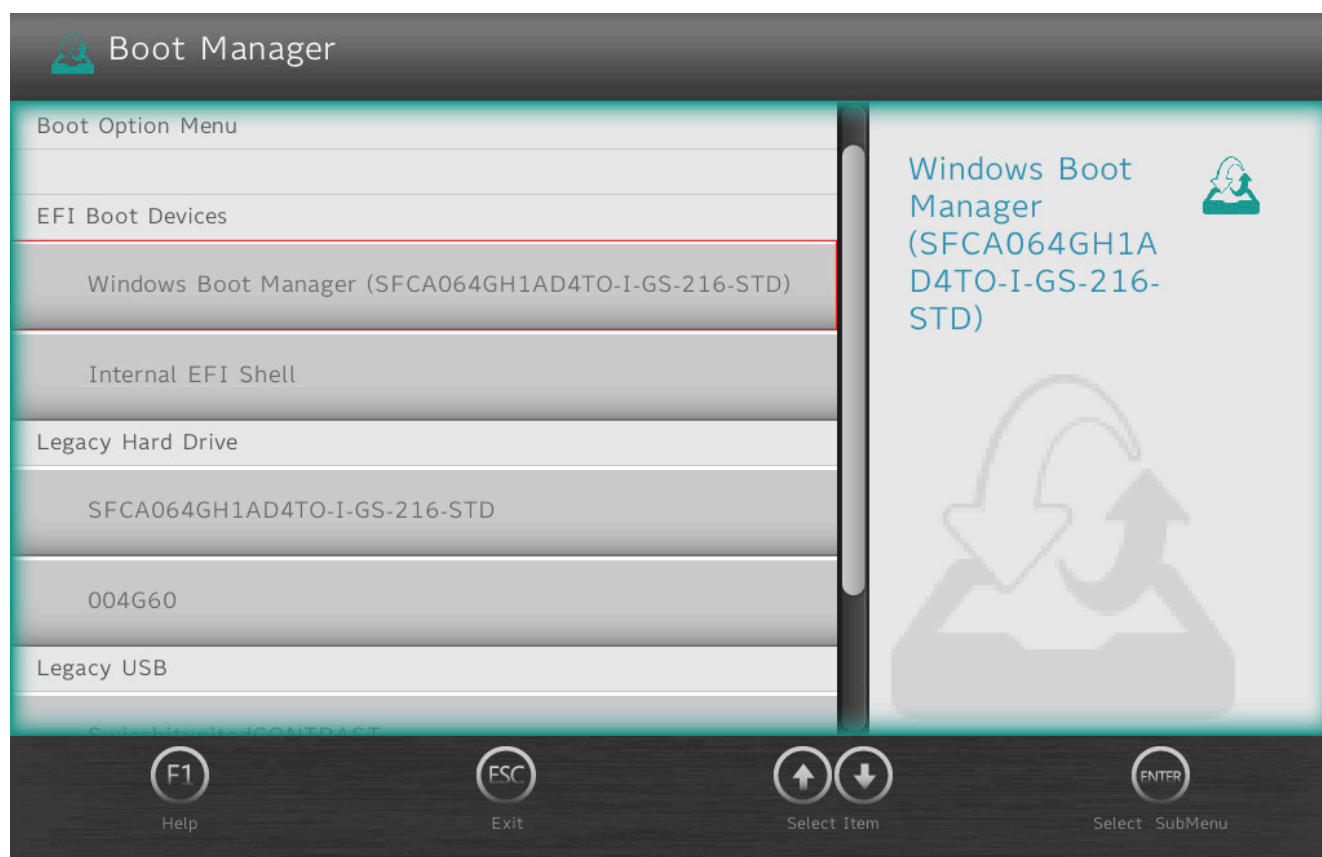 Boot Manager
Boot Option Menu
EFI Boot Devices
Windows Boot Manager (SFCA064GH1AD4TO-I-GS-216-STD)
Internal EFI Shell
Legacy Hard Drive
SFCA064GH1AD4TO-I-GS-216-STD
004G60
Legacy USB
Windows Boot
Manager
(SFCA064GH1A
D4TO-I-GS-216-
STD)
F1
ESC
ENTER
Help
Exit
Select Item
Select SubMenu